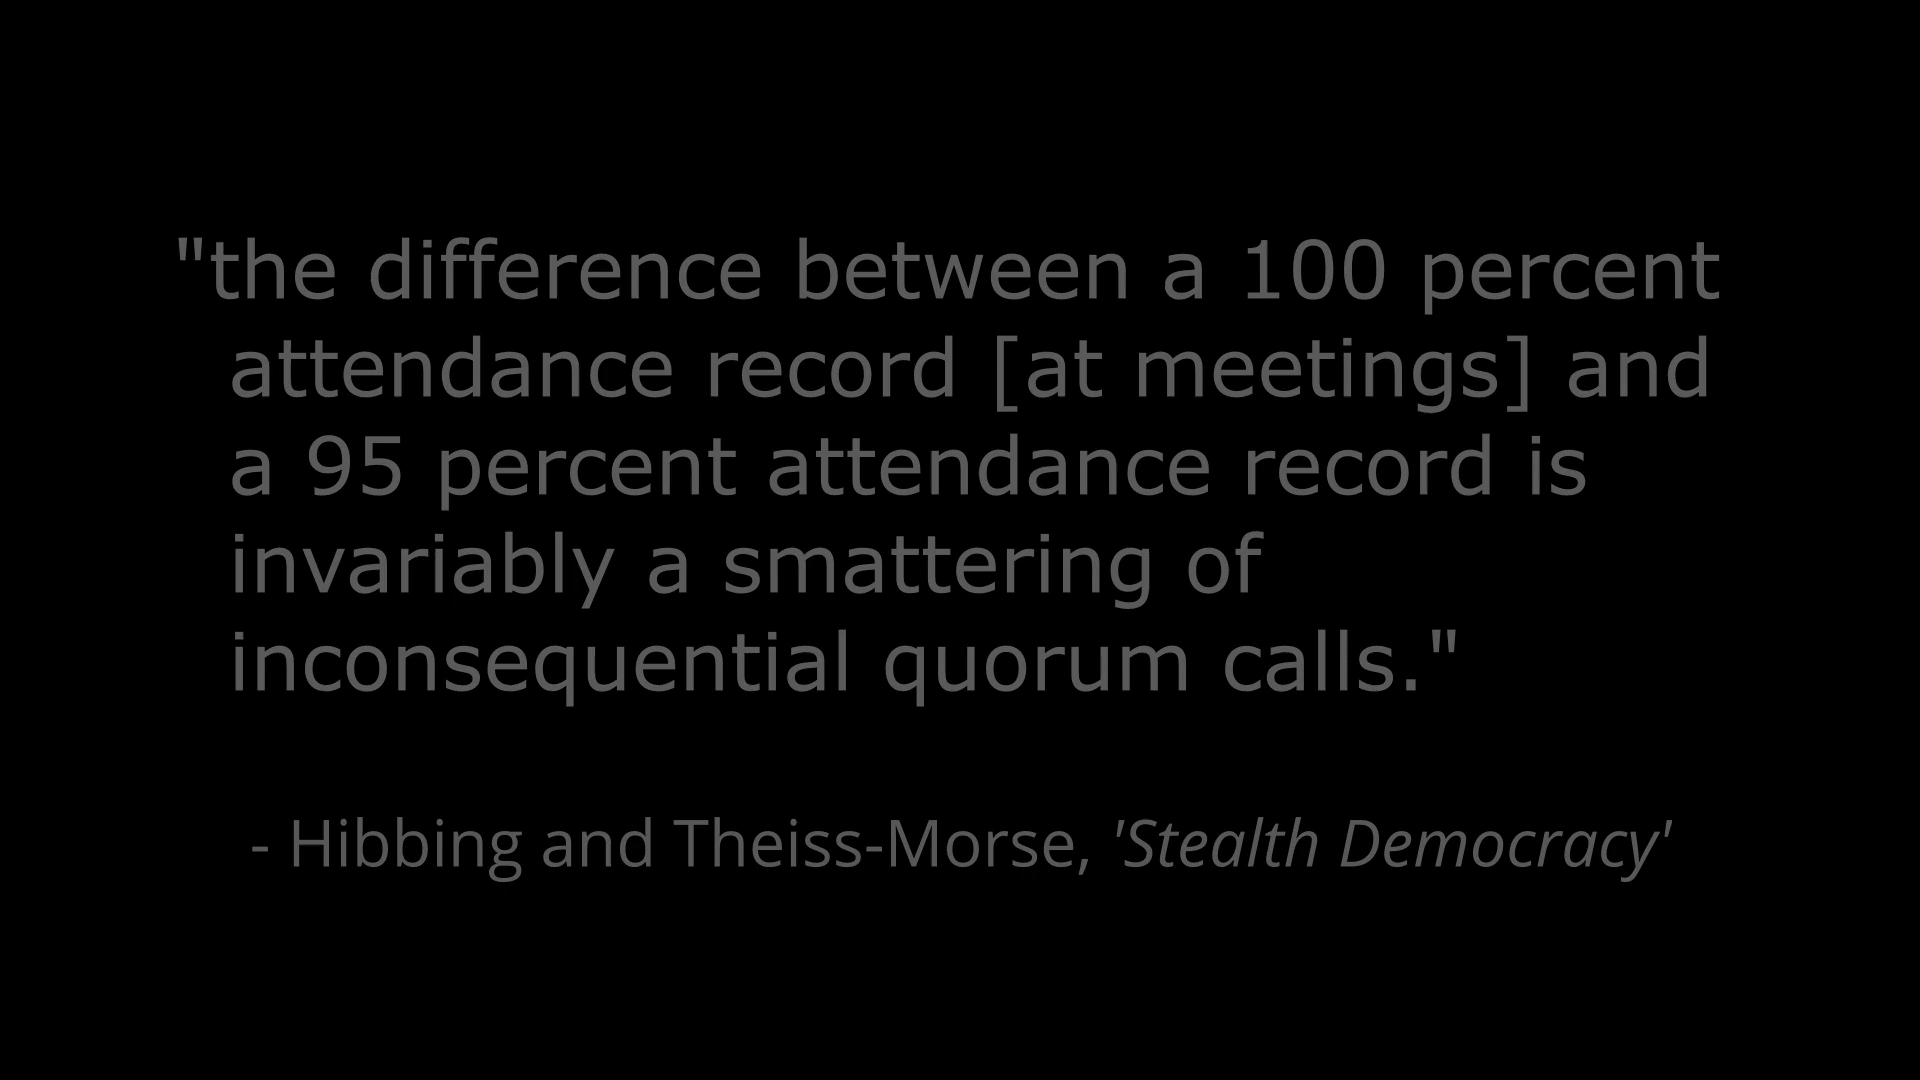 "the difference between a 100 percent
attendance record [at meetings] and
a 95 percent attendance record is
invariably a smattering of
inconsequential quorum calls."
- Hibbing and Theiss-Morse, 'Stealth Democracy'